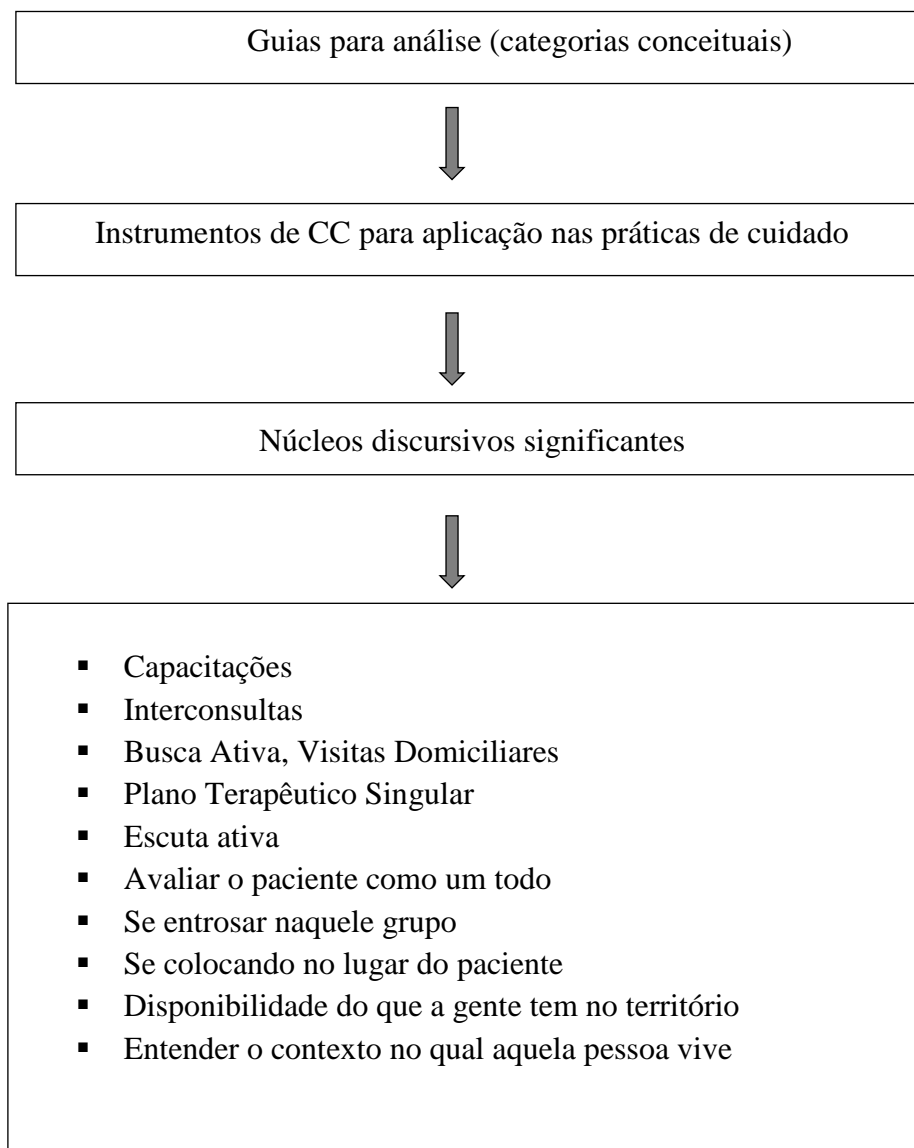 Guias para análise (categorias conceituais)
Instrumentos de CC para aplicação nas práticas de cuidado
Núcleos discursivos significantes
▪ Capacitações
▪ Interconsultas
▪ Busca Ativa, Visitas Domiciliares
▪ Plano Terapêutico Singular
▪ Escuta ativa
▪ Avaliar o paciente como um todo
▪ Se entrosar naquele grupo
▪ Se colocando no lugar do paciente
▪ Disponibilidade do que a gente tem no território
▪ Entender o contexto no qual aquela pessoa vive